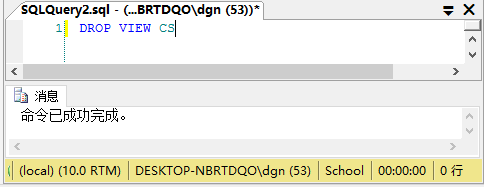 SQLQuery2.sql - (...BRTDQO\dgn (53))*
1 DROP VIEW CS
消息
命令已成功完成。
(local) (10.0 RTM) DESKTOP-NBRTDQO\dgn (53) School 00:00:00 0 行